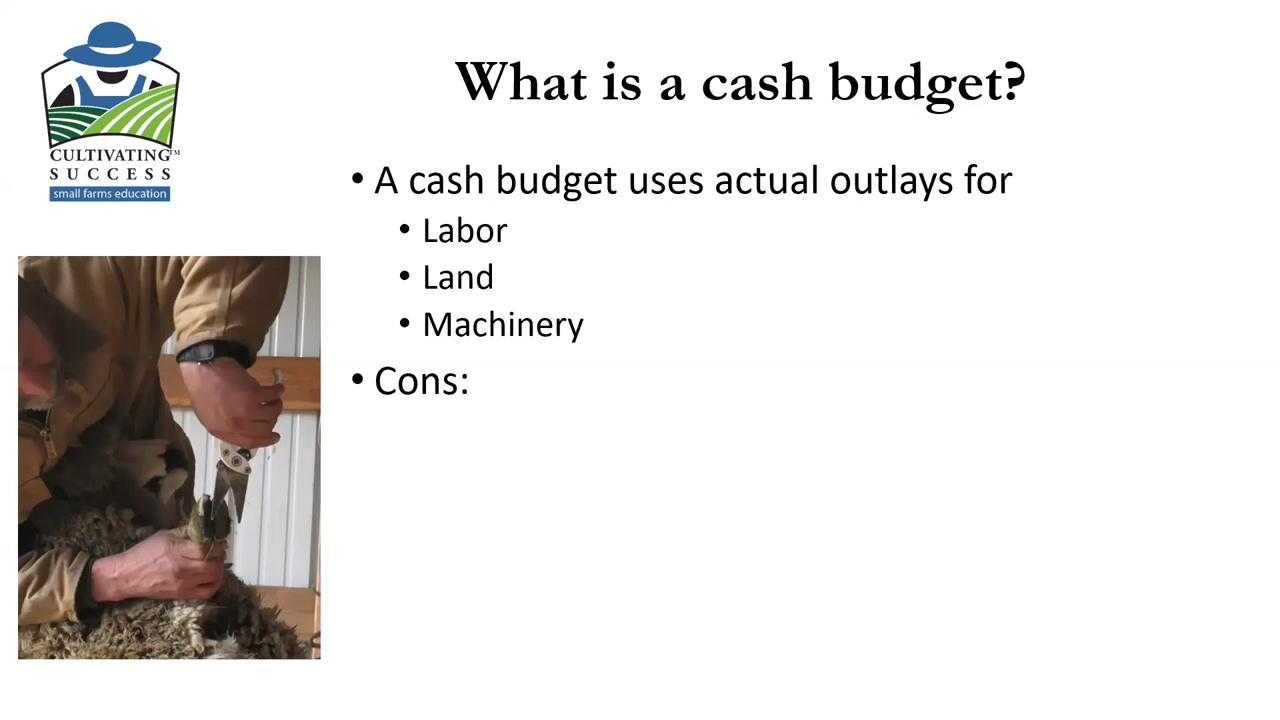 CULTIVATING™
SUCCESS
small farms education
What is a cash budget?
• A cash budget uses actual outlays for
• Labor
• Land
• Machinery
• Cons: